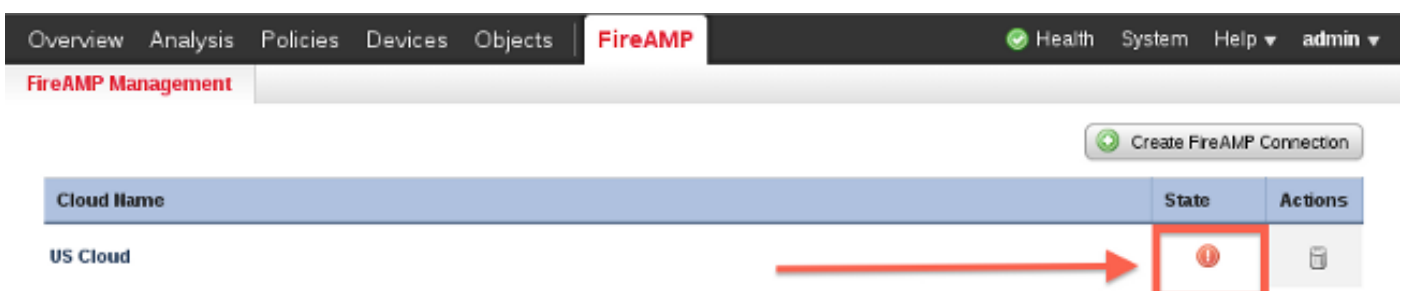 Overview Analysis Policies Devices Objects FireAMP Health System Help admin
FireAMP Management
Create FireAMP Connection
Cloud Name State Actions
US Cloud